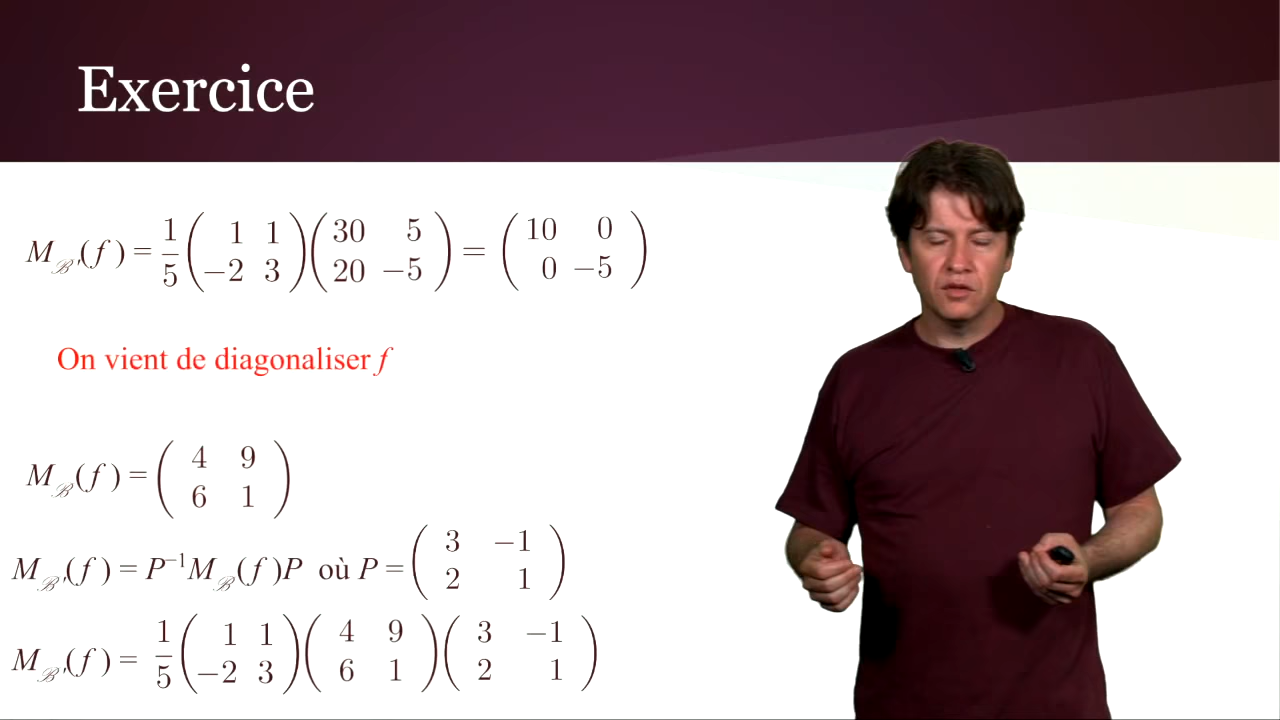 Exercice
M_ℬ'(f) = 1/5 ( 1 1 ; −2 3 ) ( 30 5 ; 20 −5 ) = ( 10 0 ; 0 −5 )
On vient de diagonaliser f
M_ℬ(f) = ( 4 9 ; 6 1 )
M_ℬ'(f) = P⁻¹M_ℬ(f)P où P = ( 3 −1 ; 2 1 )
M_ℬ'(f) = 1/5 ( 1 1 ; −2 3 ) ( 4 9 ; 6 1 ) ( 3 −1 ; 2 1 )